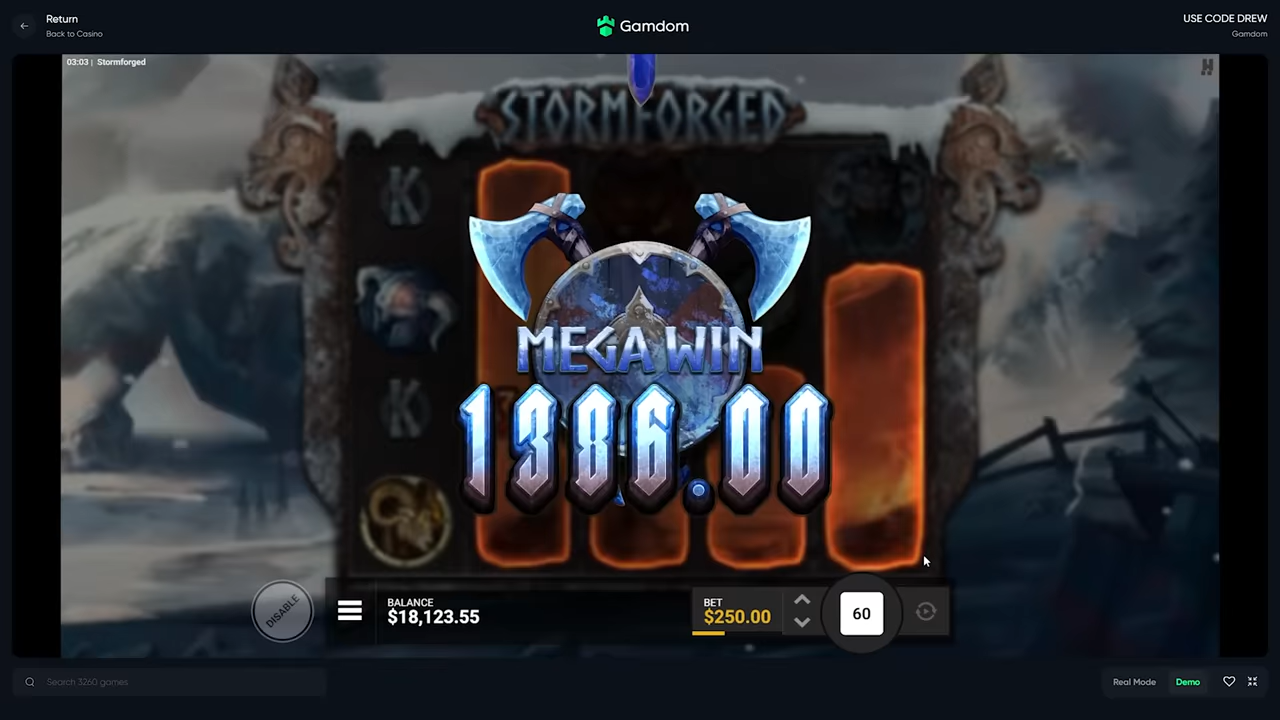 Return
Back to Casino
Gamdom
USE CODE DREW
Gamdom
03:03 | Stormforged
STORMFORGED
K
K
MEGA WIN
1386.00
DISABLE
BALANCE
$18,123.55
BET
$250.00
60
Search 3260 games
Real Mode
Demo